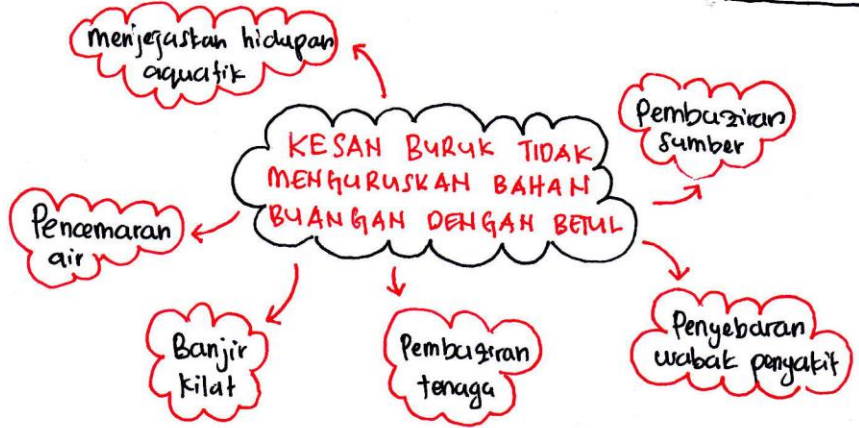 menjejaskan hidupan
aquatik
KESAN BURUK TIDAK
MENGURUSKAN BAHAN
BUANGAN DENGAN BETUL
Pembaziran
sumber
Pencemaran
air
Banjir
kilat
Pembaziran
tenaga
Penyebaran
wabak penyakit